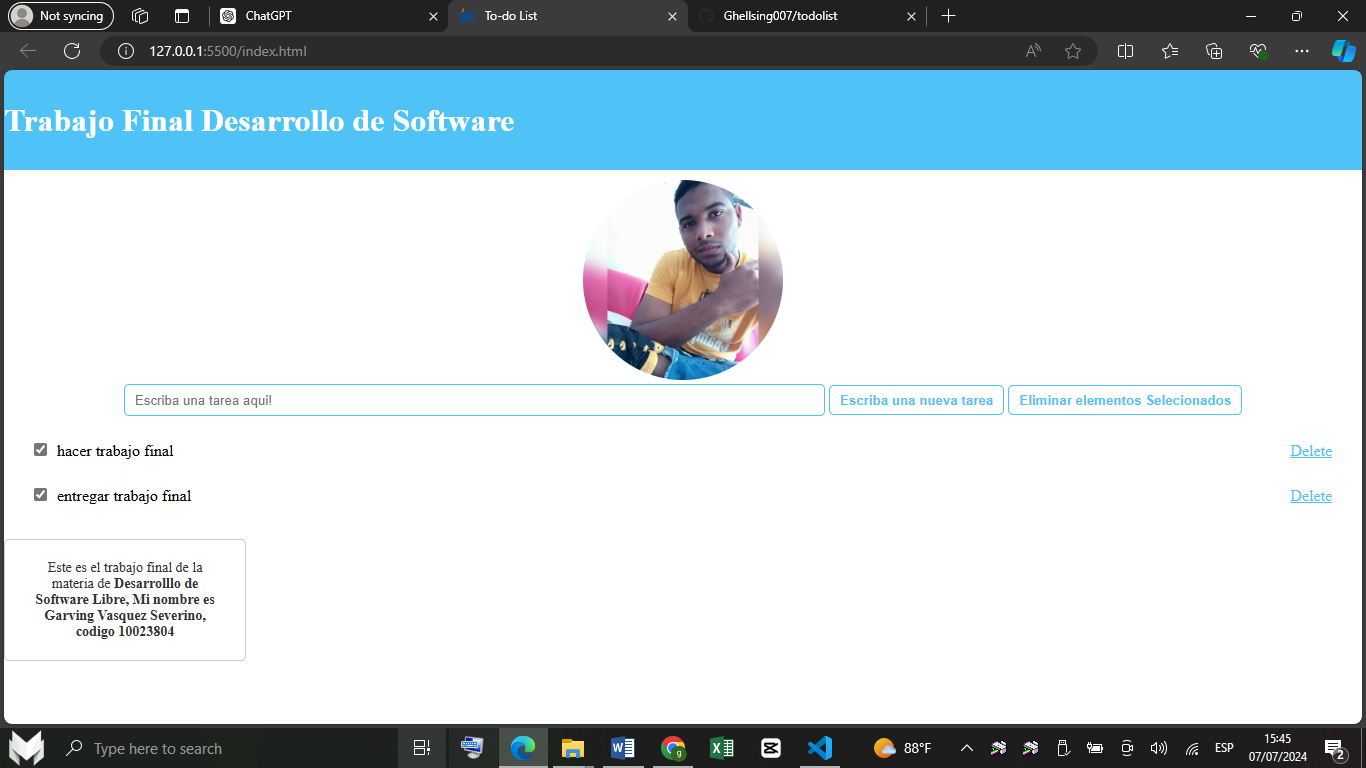 Not syncing
ChatGPT
To-do List
Ghellsing007/todolist
127.0.0.1:5500/index.html
Trabajo Final Desarrollo de Software
Escriba una tarea aqui!
Escriba una nueva tarea
Eliminar elementos Selecionados
hacer trabajo final
Delete
entregar trabajo final
Delete
Este es el trabajo final de la
materia de Desarrolllo de
Software Libre, Mi nombre es
Garving Vasquez Severino,
codigo 10023804
Type here to search
88°F
ESP
15:45
07/07/2024
2